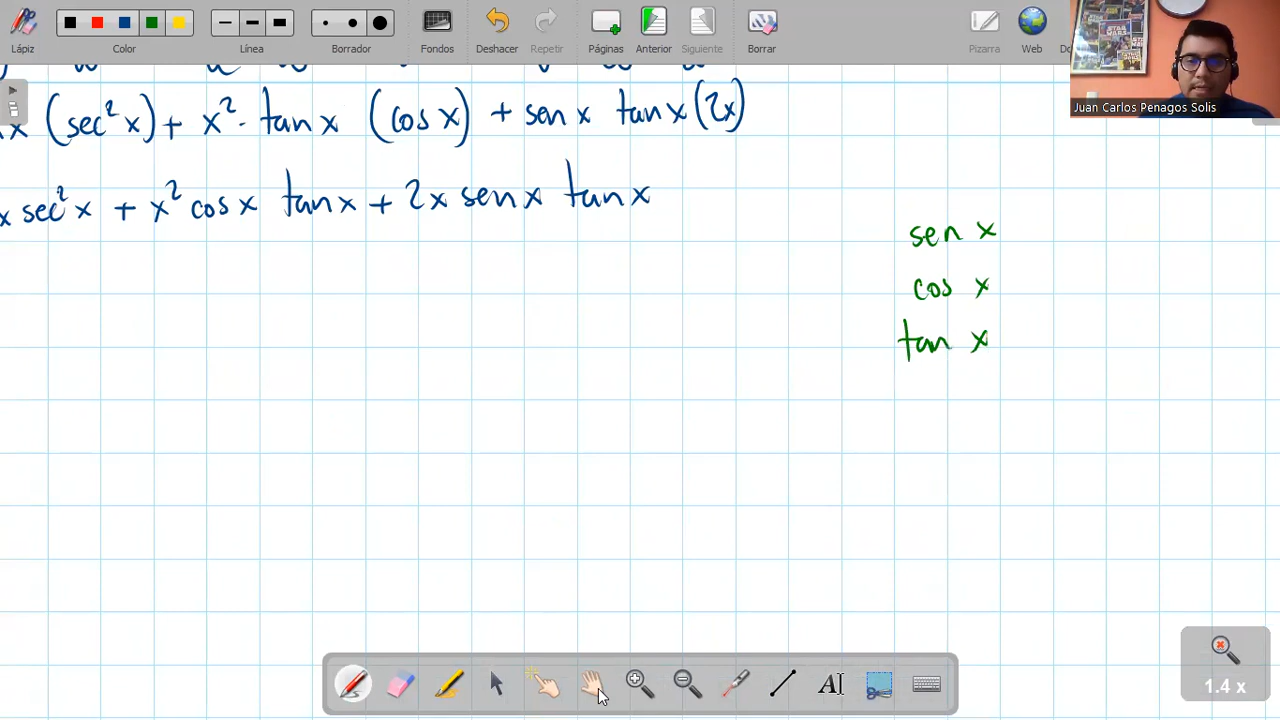 Lápiz
Color
Línea
Borrador
Fondos
Deshacer
Repetir
Páginas
Anterior
Siguiente
Borrar
Pizarra
Web
Juan Carlos Penagos Solis
x (sec² x) + x² · tan x (cos x) + sen x tan x (2x)
x sec² x + x² cos x tan x + 2x sen x tan x
sen x
cos x
tan x
1.4 x